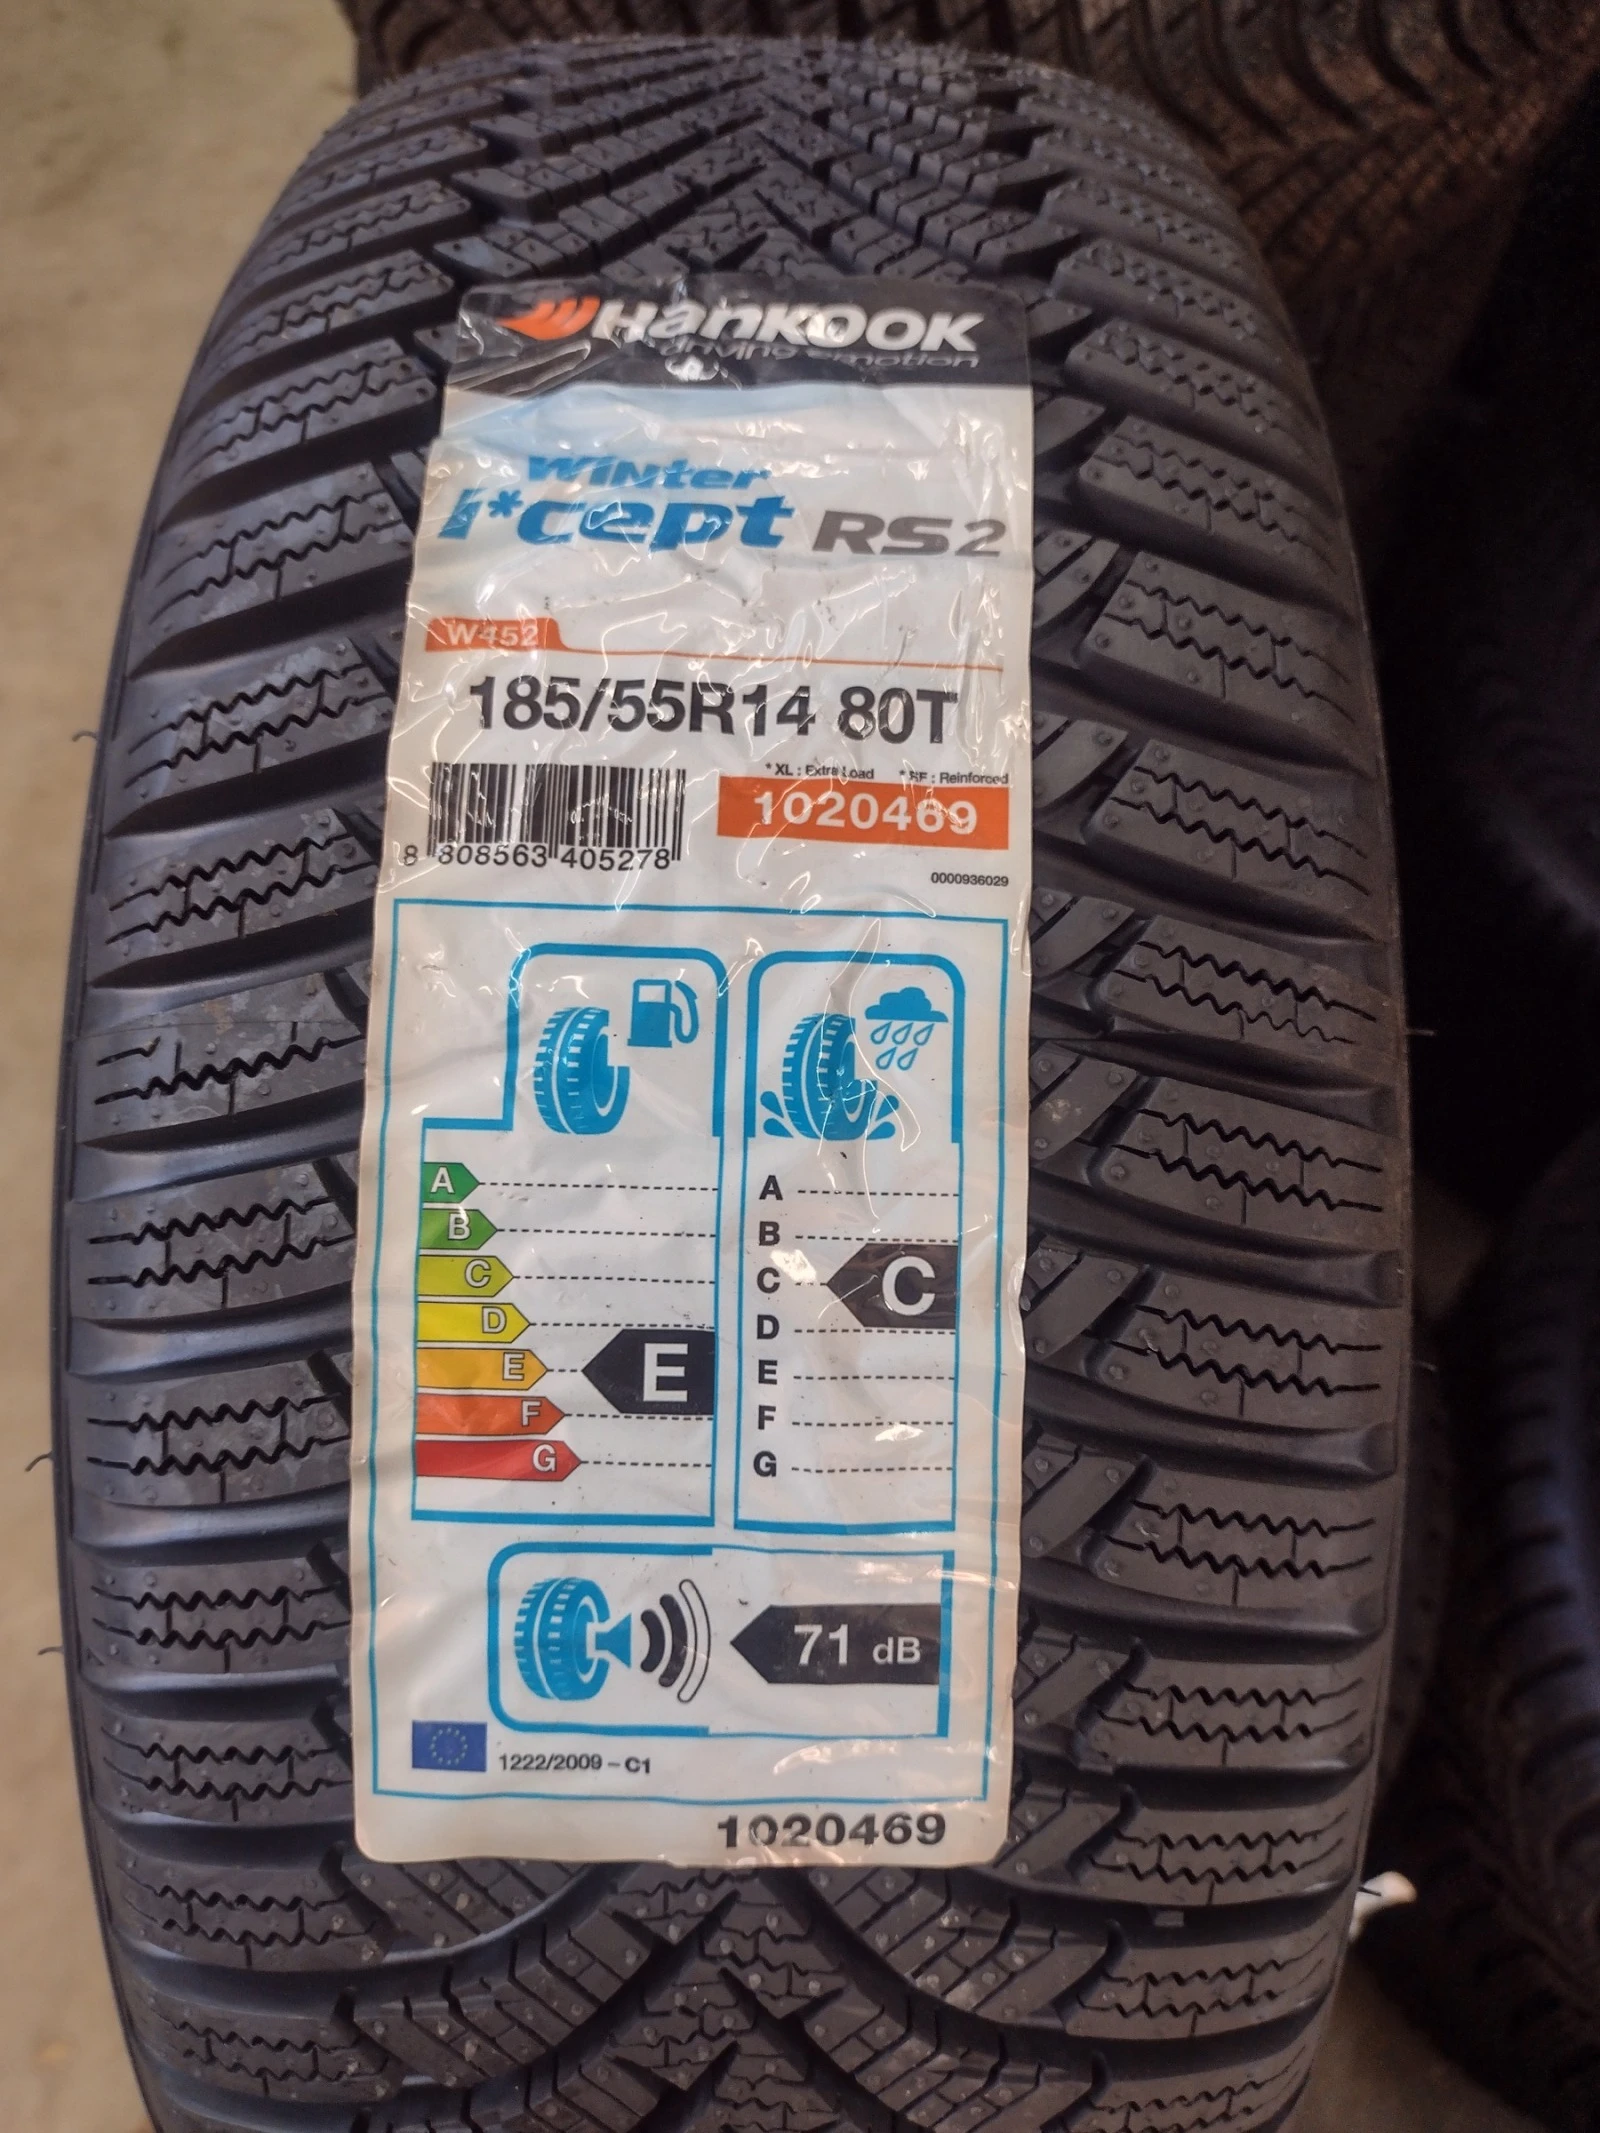 Hankook
driving emotion
Winter
i*cept RS2
W452
185/55R14 80T
* XL : Extra Load * RF : Reinforced
1020469
8 808563 405278
0000936029
A A
B B
C C C
D D
E E E
F F
G G
71 dB
1222/2009 – C1
1020469